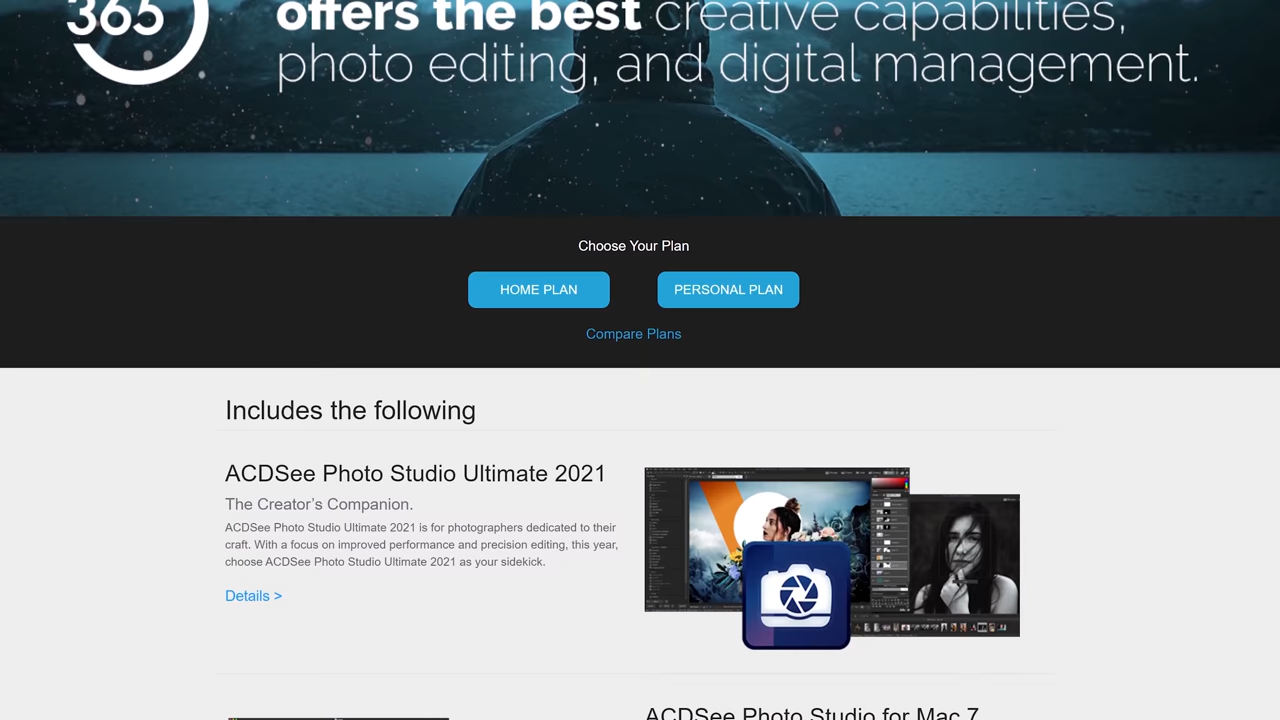 365
offers the best creative capabilities,
photo editing, and digital management.
Choose Your Plan
HOME PLAN
PERSONAL PLAN
Compare Plans
Includes the following
ACDSee Photo Studio Ultimate 2021
The Creator’s Companion.
ACDSee Photo Studio Ultimate 2021 is for photographers dedicated to their
craft. With a focus on improved performance and precision editing, this year,
choose ACDSee Photo Studio Ultimate 2021 as your sidekick.
Details >
ACDSee Photo Studio for Mac 7